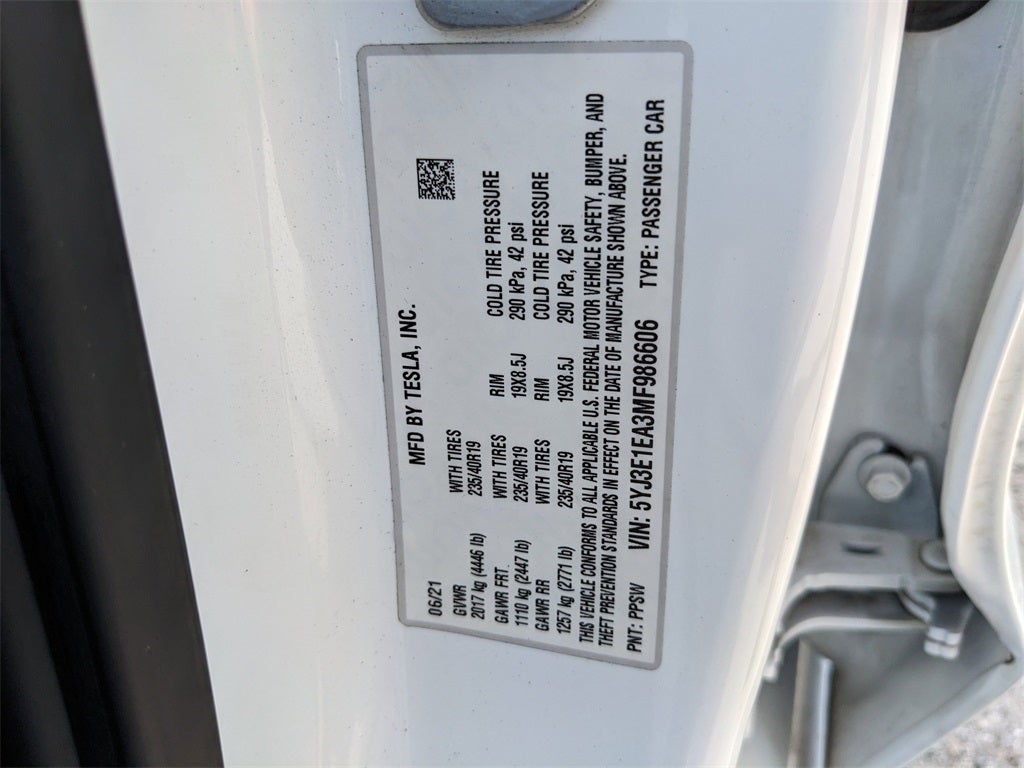 MFD BY TESLA, INC.
06/21
GVWR WITH TIRES
2017 kg (4446 lb) 235/40R19
GAWR FRT. WITH TIRES RIM COLD TIRE PRESSURE
1110 kg (2447 lb) 235/40R19 19X8.5J 290 kPa, 42 psi
GAWR RR WITH TIRES RIM COLD TIRE PRESSURE
1257 kg (2771 lb) 235/40R19 19X8.5J 290 kPa, 42 psi
THIS VEHICLE CONFORMS TO ALL APPLICABLE U.S. FEDERAL MOTOR VEHICLE SAFETY, BUMPER, AND
THEFT PREVENTION STANDARDS IN EFFECT ON THE DATE OF MANUFACTURE SHOWN ABOVE.
PNT: PPSW VIN: 5YJ3E1EA3MF986606 TYPE: PASSENGER CAR